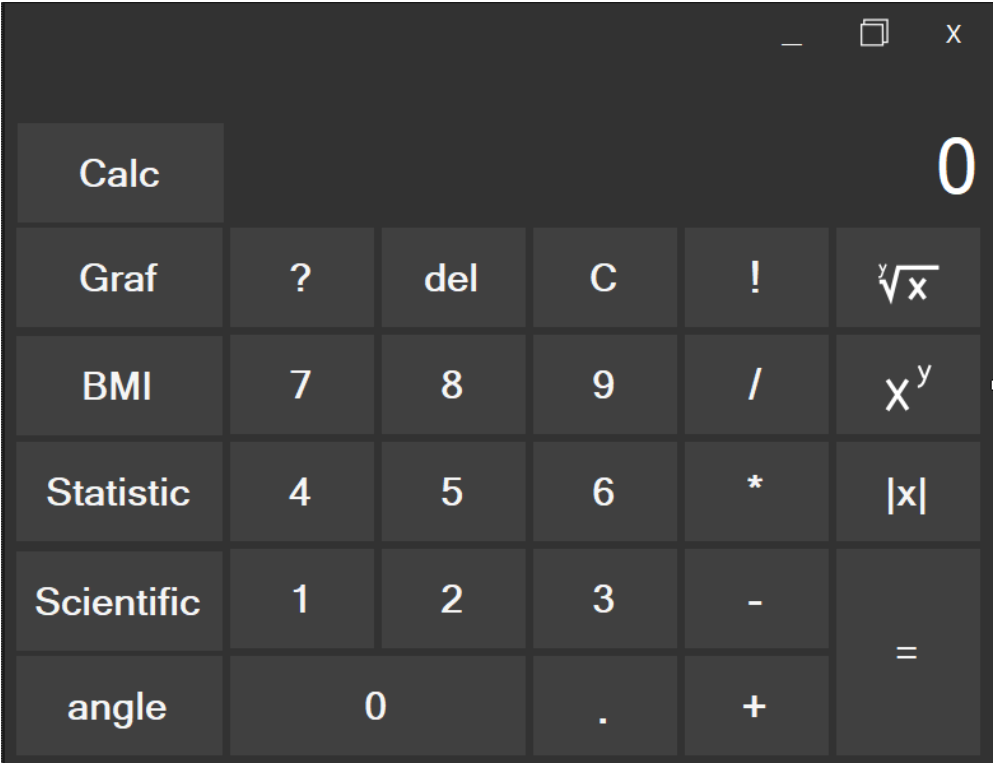 _ x
Calc 0
Graf ? del C ! ʸ√x
BMI 7 8 9 / xʸ
Statistic 4 5 6 * |x|
Scientific 1 2 3 -
=
angle 0 . +